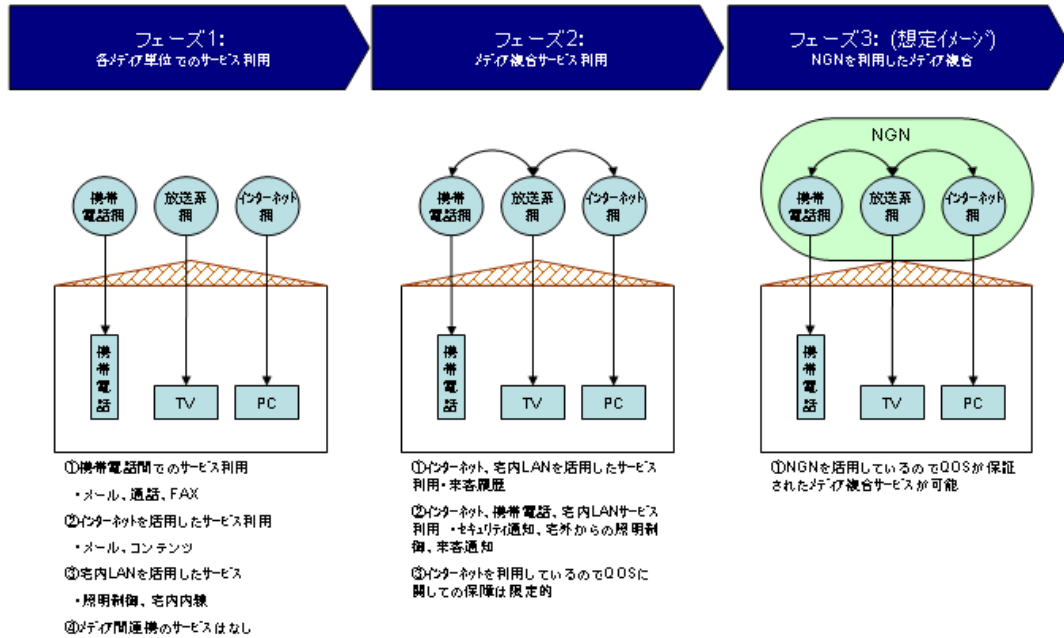 フェーズ1:
各メディア単位でのサービス利用
フェーズ2:
メディア複合サービス利用
フェーズ3: (想定イメージ)
NGNを利用したメディア複合
携帯
電話網
放送系
網
インターネット
網
携
帯
電
話
TV
PC
①携帯電話間でのサービス利用
・メール、通話、FAX
②インターネットを活用したサービス利用
・メール、コンテンツ
③宅内LANを活用したサービス
・照明制御、宅内内線
④メディア間連携のサービスはなし
携帯
電話網
放送系
網
インターネット
網
携
帯
電
話
TV
PC
①インターネット、宅内LANを活用したサービス
利用・来客履歴
②インターネット、携帯電話、宅内LANサービス
利用 ・セキュリティ通知、宅外からの照明制
御、来客通知
③インターネットを利用しているのでQOSに
関しての保障は限定的
NGN
携帯
電話網
放送系
網
インターネット
網
携
帯
電
話
TV
PC
①NGNを活用しているのでQOSが保証
されたメディア複合サービスが可能